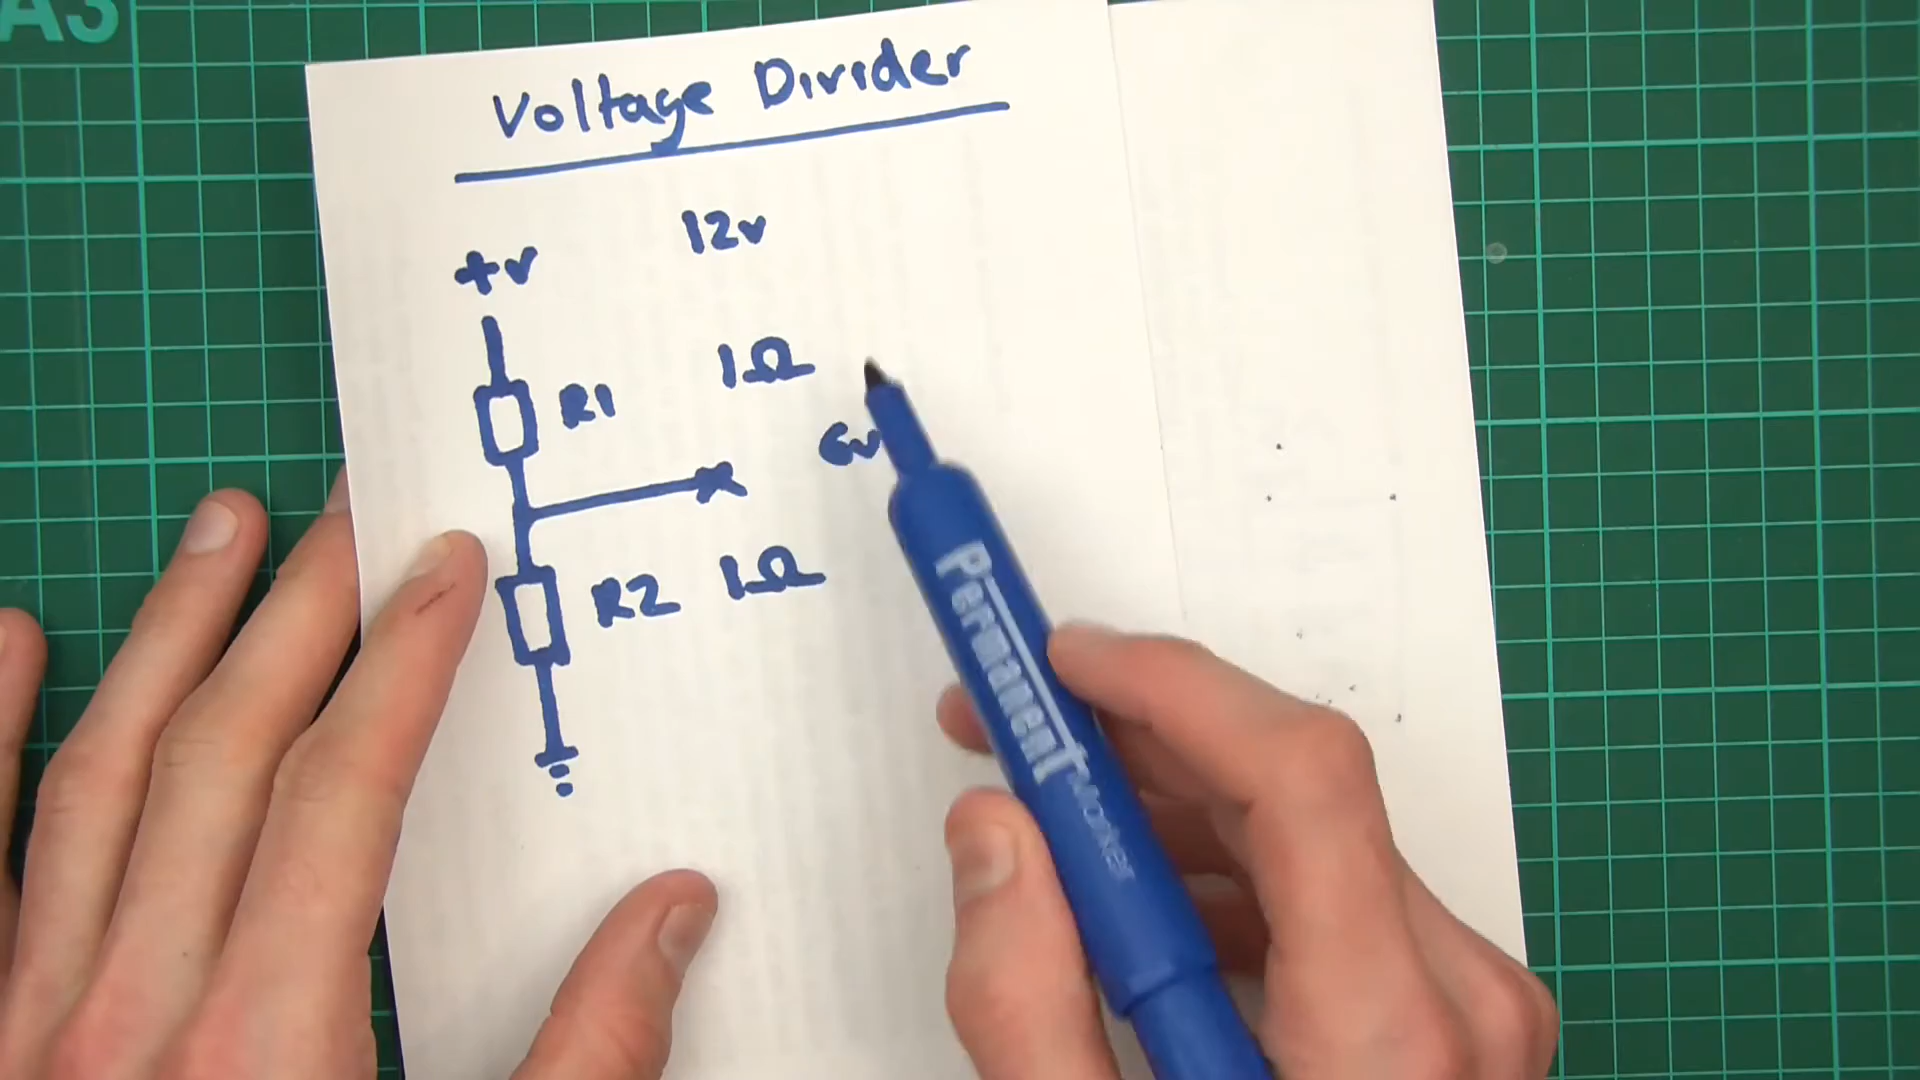 A3
Voltage Divider
12v
+v
1Ω
R1
6v
R2 1Ω
Permanent Marker